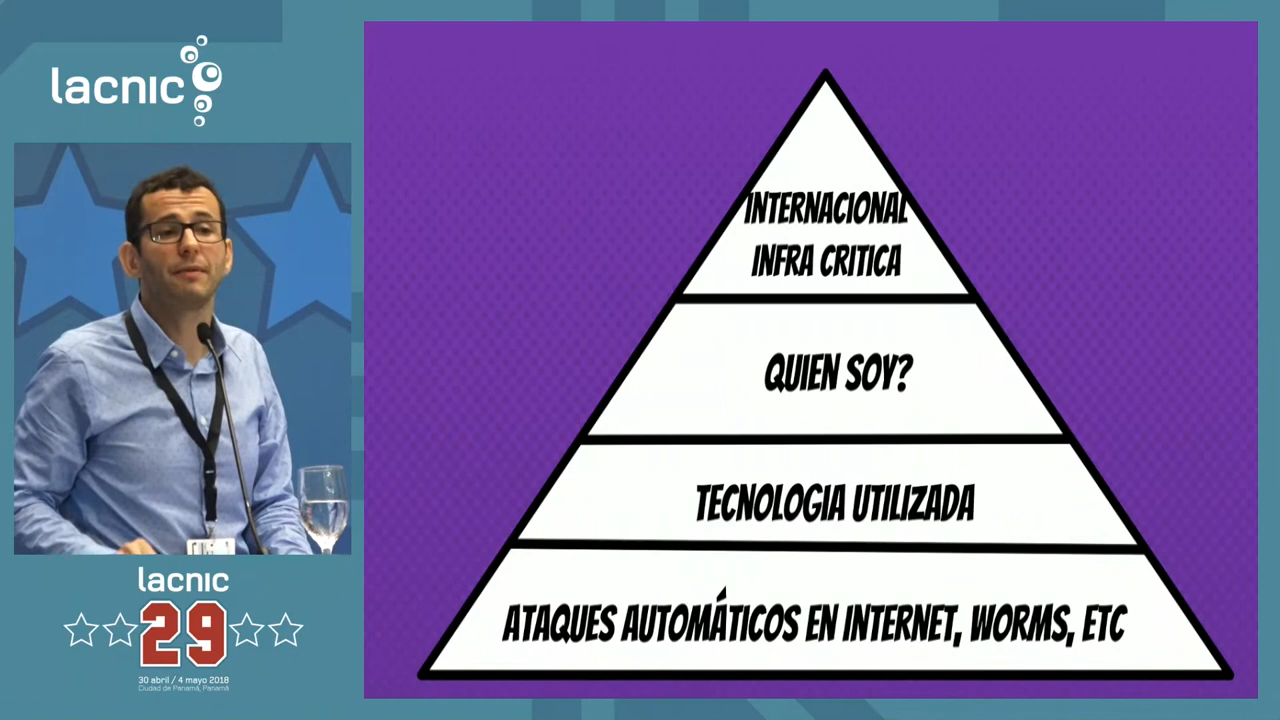 lacnic
INTERNACIONAL
INFRA CRITICA
QUIEN SOY?
TECNOLOGIA UTILIZADA
ATAQUES AUTOMÁTICOS EN INTERNET, WORMS, ETC
lacnic
29
30 abril / 4 mayo 2018
Ciudad de Panamá, Panamá